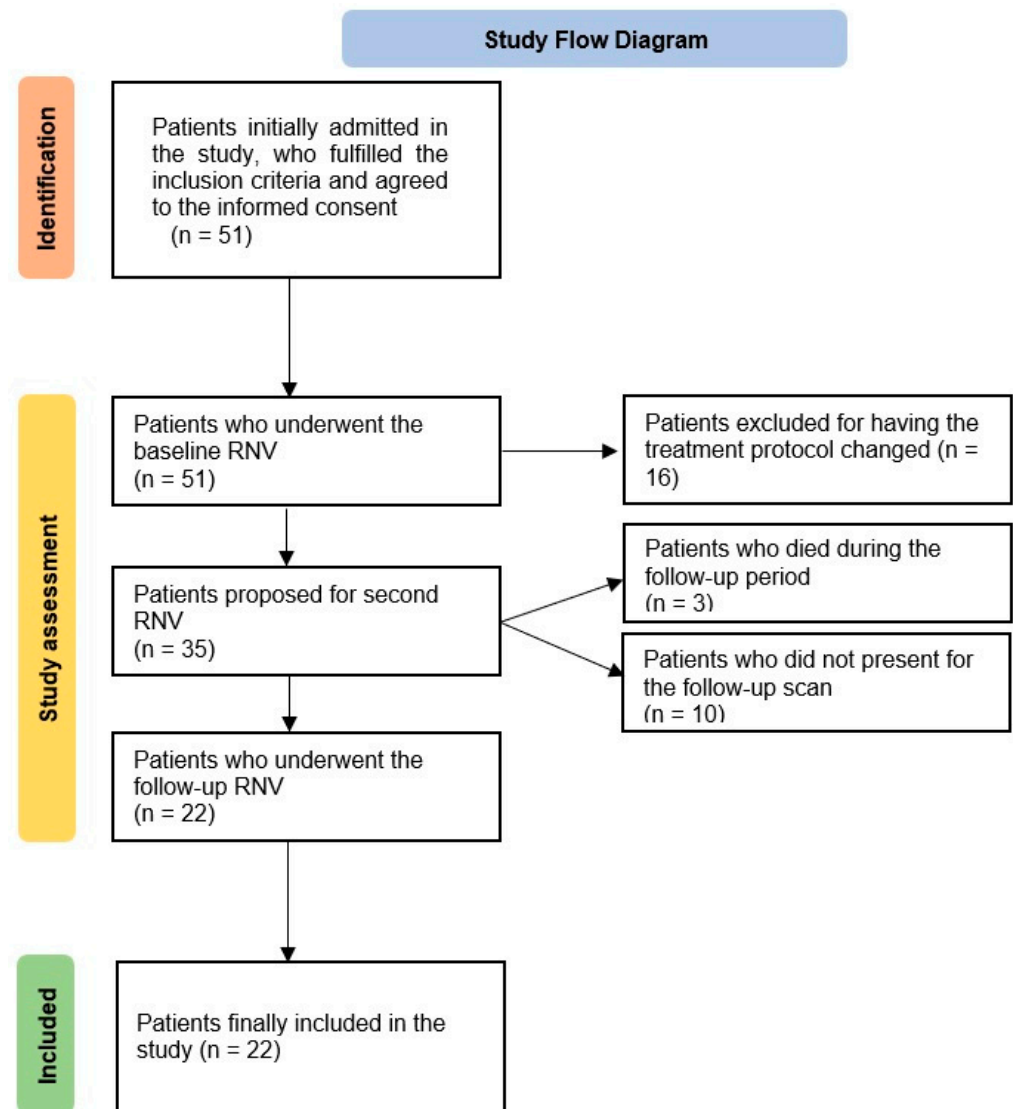 Study Flow Diagram
Identification
Patients initially admitted in
the study, who fulfilled the
inclusion criteria and agreed
to the informed consent
(n = 51)
Study assessment
Patients who underwent the
baseline RNV
(n = 51)
Patients excluded for having the
treatment protocol changed (n =
16)
Patients proposed for second
RNV
(n = 35)
Patients who died during the
follow-up period
(n = 3)
Patients who did not present for
the follow-up scan
(n = 10)
Patients who underwent the
follow-up RNV
(n = 22)
Included
Patients finally included in the
study (n = 22)